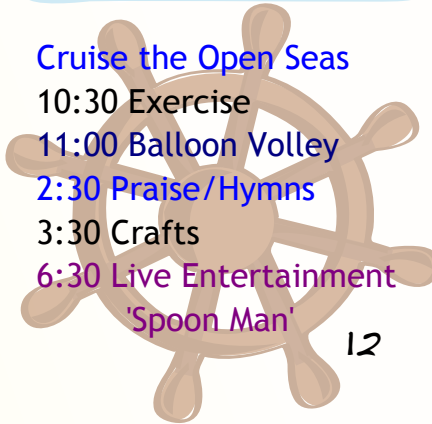 Cruise the Open Seas
10:30 Exercise
11:00 Balloon Volley
2:30 Praise/Hymns
3:30 Crafts
6:30 Live Entertainment
'Spoon Man'
12